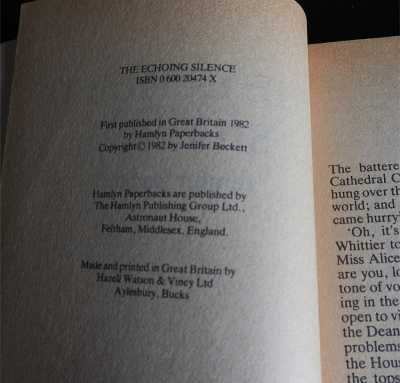 THE ECHOING SILENCE
ISBN 0 600 20474 X
First published in Great Britain 1982
by Hamlyn Paperbacks
Copyright © 1982 by Jenifer Beckett
Hamlyn Paperbacks are published by
The Hamlyn Publishing Group Ltd.,
Astronaut House,
Feltham, Middlesex, England.
Made and printed in Great Britain by
Hazell Watson & Viney Ltd
Aylesbury, Bucks
The battere
Cathedral C
hung over th
world; and
came hurry
'Oh, it's
Whittier to
Miss Alice
are you, lo
tone of vo
ing in the
open to vi
the Dean
problems
the Hous
the tops